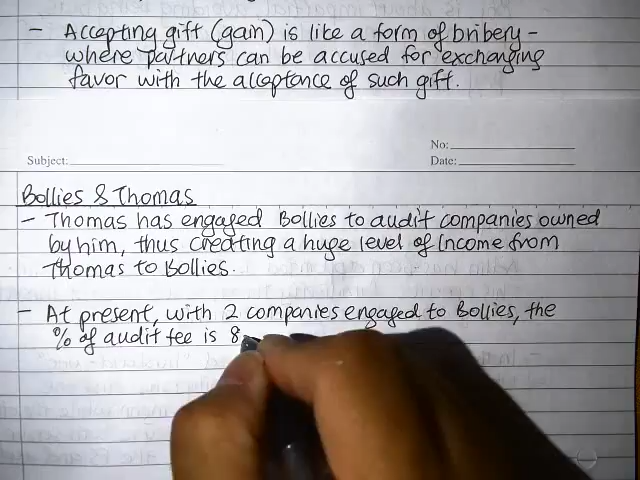 - Accepting gift (gain) is like a form of bribery -
where partners can be accused for exchanging
favor with the acceptance of such gift.
No:
Subject: Date:
Bollies & Thomas
- Thomas has engaged Bollies to audit companies owned
by him, thus creating a huge level of Income from
Thomas to Bollies.
- At present, with 2 companies engaged to Bollies, the
% of audit fee is 8